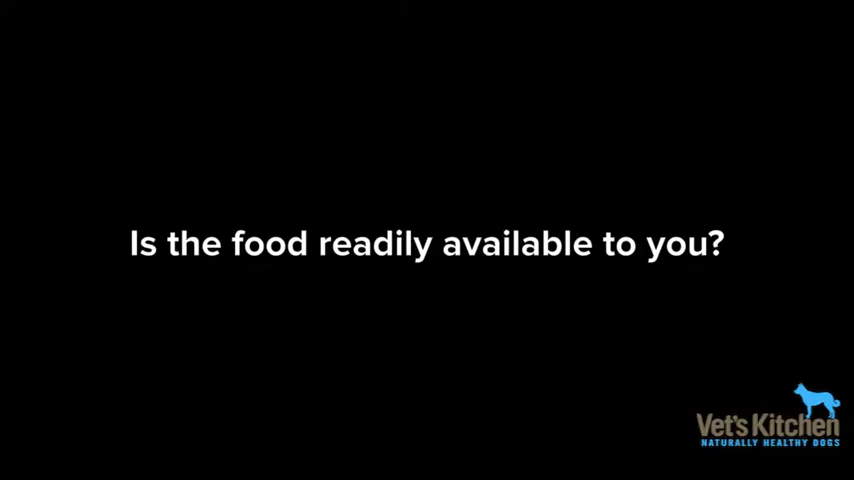 Is the food readily available to you?
Vet's Kitchen
NATURALLY HEALTHY DOGS